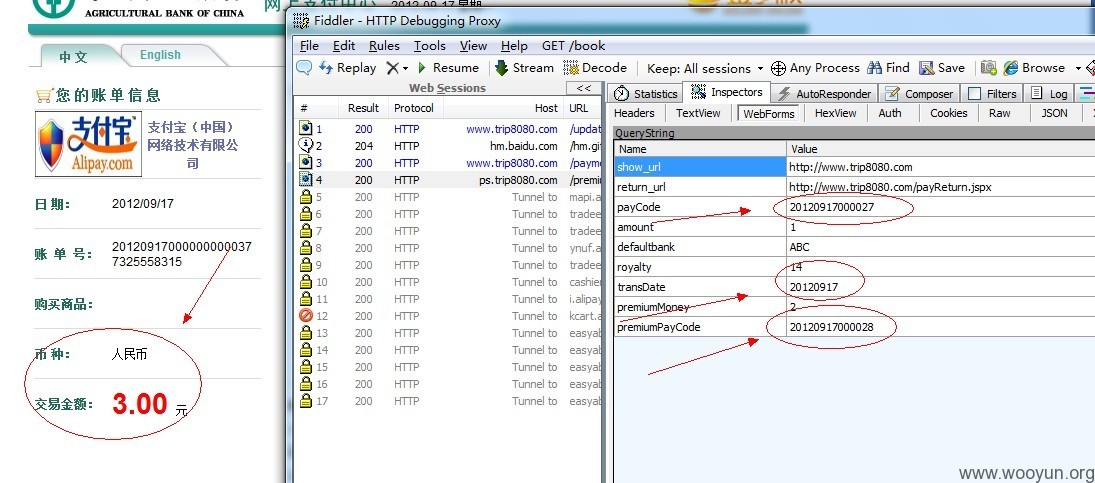 AGRICULTURAL BANK OF CHINA
中文
English
您的账单信息
支付宝
Alipay.com
支付宝（中国）
网络技术有限公
司
日期：
2012/09/17
账单号：
20120917000000000037
7325558315
购买商品：
币种：
人民币
交易金额：
3.00 元
Fiddler - HTTP Debugging Proxy
File Edit Rules Tools View Help GET /book
Replay Resume Stream Decode Keep: All sessions Any Process Find Save Browse
Web Sessions <<
# Result Protocol Host URL
1 200 HTTP www.trip8080.com /updat
2 204 HTTP hm.baidu.com /hm.gif
3 200 HTTP www.trip8080.com /payme
4 200 HTTP ps.trip8080.com /premi
5 200 HTTP Tunnel to mapi.a
6 200 HTTP Tunnel to tradee
7 200 HTTP Tunnel to tradee
8 200 HTTP Tunnel to ynuf.a
9 200 HTTP Tunnel to tradee
10 200 HTTP Tunnel to cashier
11 200 HTTP Tunnel to i.alipay
12 200 HTTP Tunnel to kcart.a
13 200 HTTP Tunnel to easyab
14 200 HTTP Tunnel to easyab
15 200 HTTP Tunnel to easyab
16 200 HTTP Tunnel to easyab
17 200 HTTP Tunnel to easyab
Statistics Inspectors AutoResponder Composer Filters Log
Headers TextView WebForms HexView Auth Cookies Raw JSON
QueryString
Name Value
show_url http://www.trip8080.com
return_url http://www.trip8080.com/payReturn.jspx
payCode 20120917000027
amount 1
defaultbank ABC
royalty 14
transDate 20120917
premiumMoney 2
premiumPayCode 20120917000028
www.wooyun.org